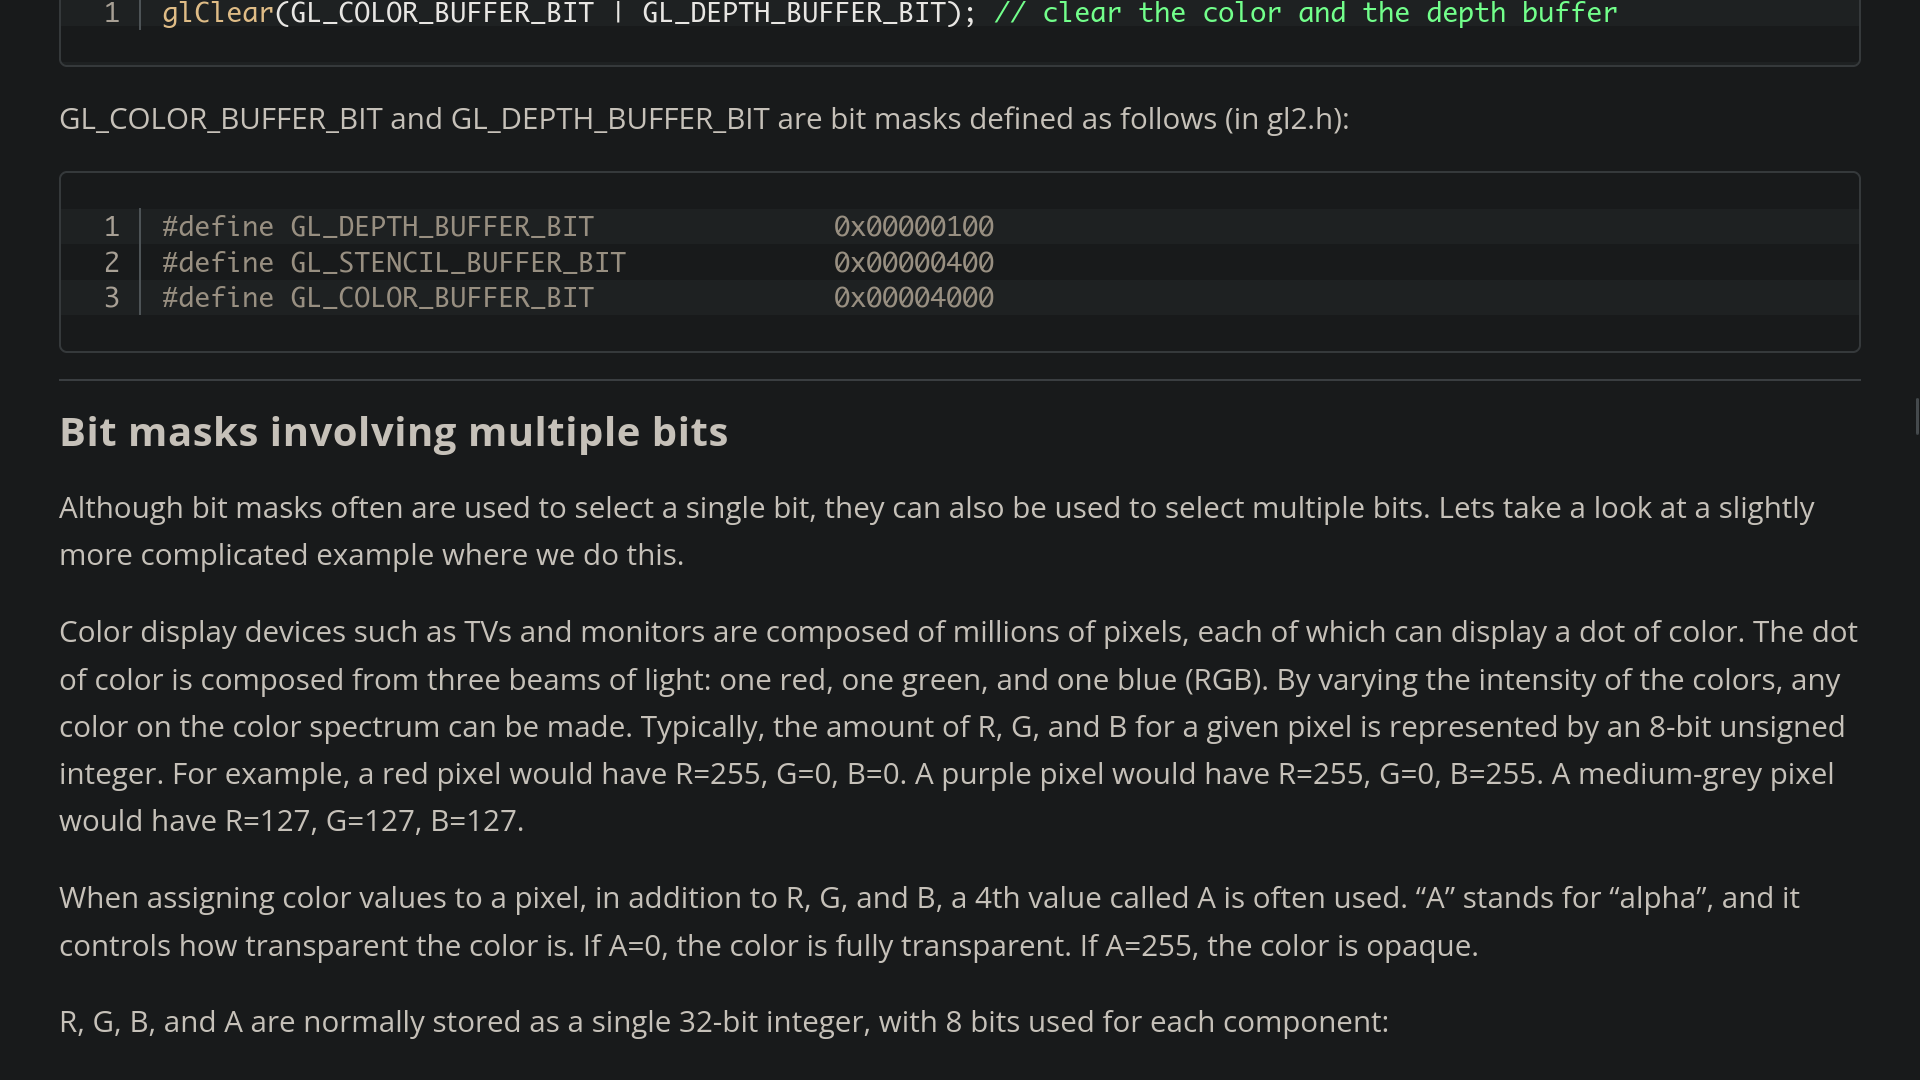 1 glClear(GL_COLOR_BUFFER_BIT | GL_DEPTH_BUFFER_BIT); // clear the color and the depth buffer
GL_COLOR_BUFFER_BIT and GL_DEPTH_BUFFER_BIT are bit masks defined as follows (in gl2.h):
1 #define GL_DEPTH_BUFFER_BIT               0x00000100
2 #define GL_STENCIL_BUFFER_BIT             0x00000400
3 #define GL_COLOR_BUFFER_BIT               0x00004000
Bit masks involving multiple bits
Although bit masks often are used to select a single bit, they can also be used to select multiple bits. Lets take a look at a slightly
more complicated example where we do this.
Color display devices such as TVs and monitors are composed of millions of pixels, each of which can display a dot of color. The dot
of color is composed from three beams of light: one red, one green, and one blue (RGB). By varying the intensity of the colors, any
color on the color spectrum can be made. Typically, the amount of R, G, and B for a given pixel is represented by an 8-bit unsigned
integer. For example, a red pixel would have R=255, G=0, B=0. A purple pixel would have R=255, G=0, B=255. A medium-grey pixel
would have R=127, G=127, B=127.
When assigning color values to a pixel, in addition to R, G, and B, a 4th value called A is often used. “A” stands for “alpha”, and it
controls how transparent the color is. If A=0, the color is fully transparent. If A=255, the color is opaque.
R, G, B, and A are normally stored as a single 32-bit integer, with 8 bits used for each component: